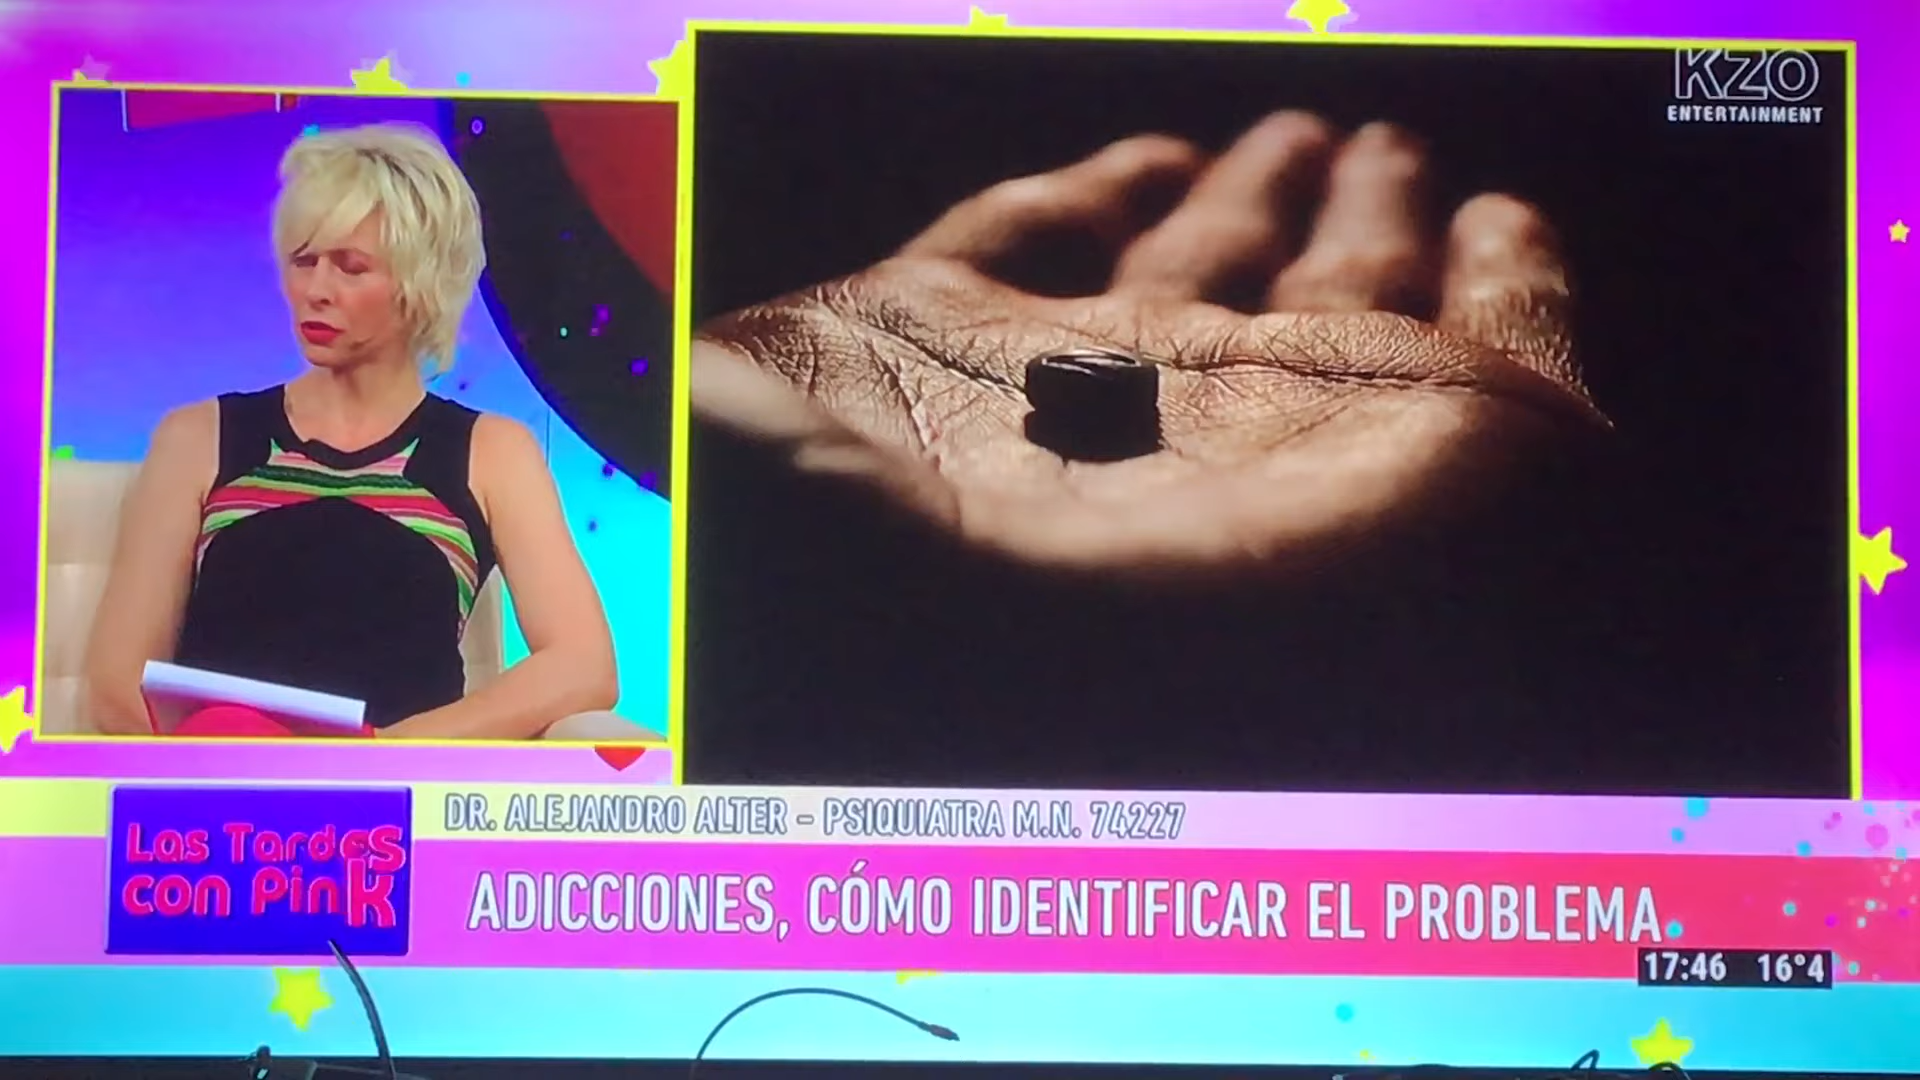 KZO
ENTERTAINMENT
DR. ALEJANDRO ALTER - PSIQUIATRA M.N. 74227
Las Tardes
con Pink
ADICCIONES, CÓMO IDENTIFICAR EL PROBLEMA.
17:46 16°4